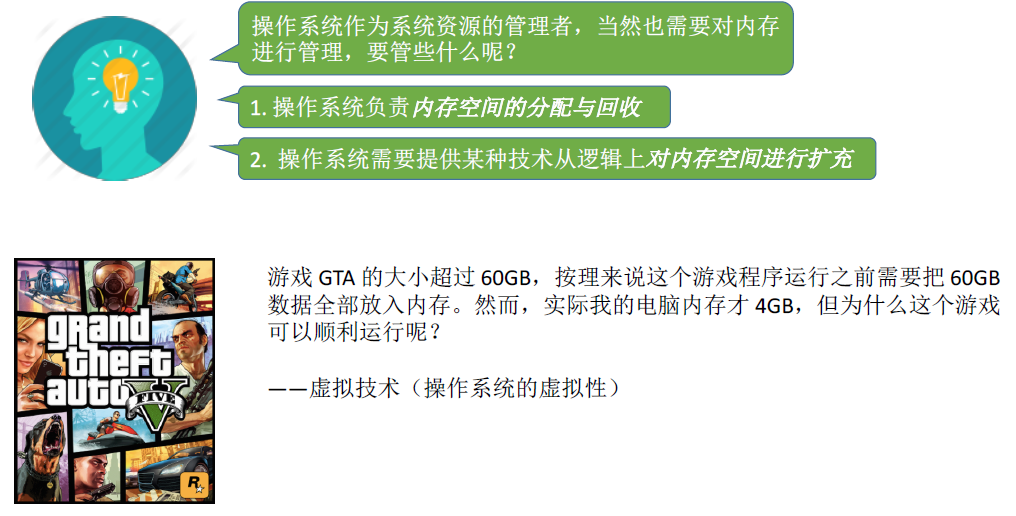 操作系统作为系统资源的管理者，当然也需要对内存
进行管理，要管些什么呢？
1. 操作系统负责内存空间的分配与回收
2. 操作系统需要提供某种技术从逻辑上对内存空间进行扩充
游戏 GTA 的大小超过 60GB，按理来说这个游戏程序运行之前需要把 60GB
数据全部放入内存。然而，实际我的电脑内存才 4GB，但为什么这个游戏
可以顺利运行呢？
——虚拟技术（操作系统的虚拟性）
grand
theft
auto
V
FIVE
R